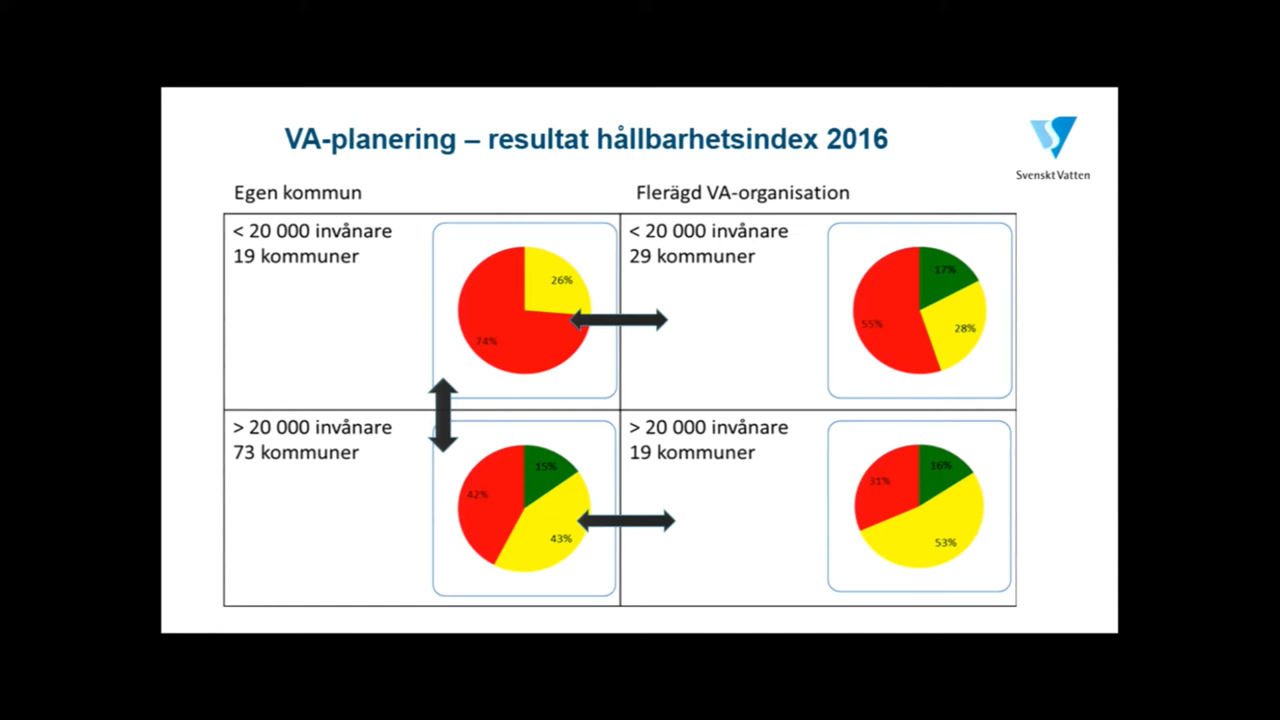 VA-planering – resultat hållbarhetsindex 2016
Svenskt Vatten
Egen kommun
Flerägd VA-organisation
< 20 000 invånare
19 kommuner
26%
74%
< 20 000 invånare
29 kommuner
17%
55%
28%
> 20 000 invånare
73 kommuner
15%
42%
43%
> 20 000 invånare
19 kommuner
16%
31%
53%